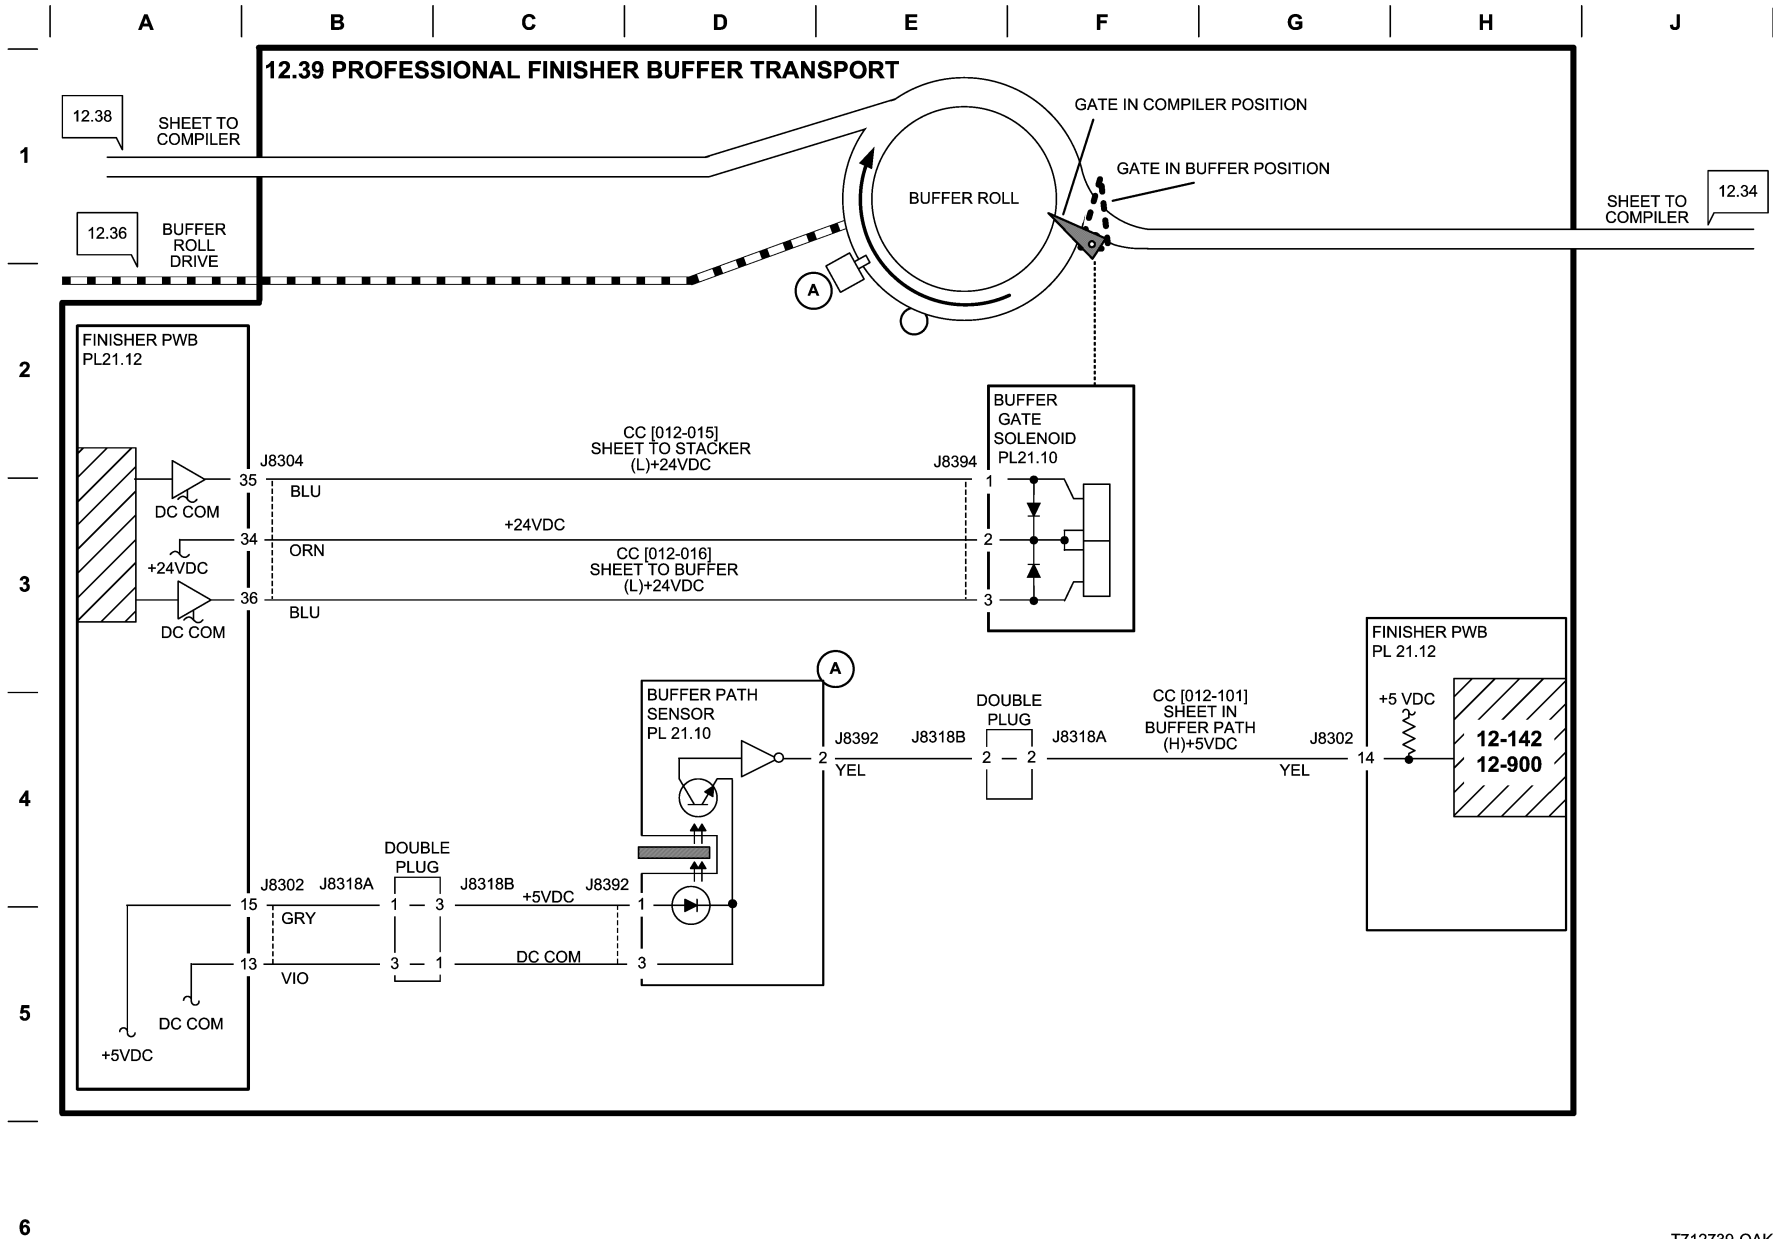 A B C D E F G H J
12.39 PROFESSIONAL FINISHER BUFFER TRANSPORT
1
12.38
SHEET TO
COMPILER
GATE IN COMPILER POSITION
GATE IN BUFFER POSITION
BUFFER ROLL
12.34
SHEET TO
COMPILER
12.36
BUFFER
ROLL
DRIVE
A
2
FINISHER PWB
PL21.12
BUFFER
GATE
SOLENOID
PL21.10
CC [012-015]
SHEET TO STACKER
(L)+24VDC
J8304
J8394
35
BLU
1
DC COM
+24VDC
34
ORN
2
+24VDC
3
CC [012-016]
SHEET TO BUFFER
(L)+24VDC
36
BLU
3
DC COM
FINISHER PWB
PL 21.12
A
BUFFER PATH
SENSOR
PL 21.10
DOUBLE
PLUG
CC [012-101]
SHEET IN
BUFFER PATH
(H)+5VDC
+5 VDC
J8392
J8318B
J8318A
J8302
2
YEL
2
2
YEL
14
12-142
12-900
4
DOUBLE
PLUG
J8302
J8318A
J8318B
J8392
+5VDC
15
GRY
1
3
1
DC COM
13
VIO
3
1
3
5
DC COM
+5VDC
6